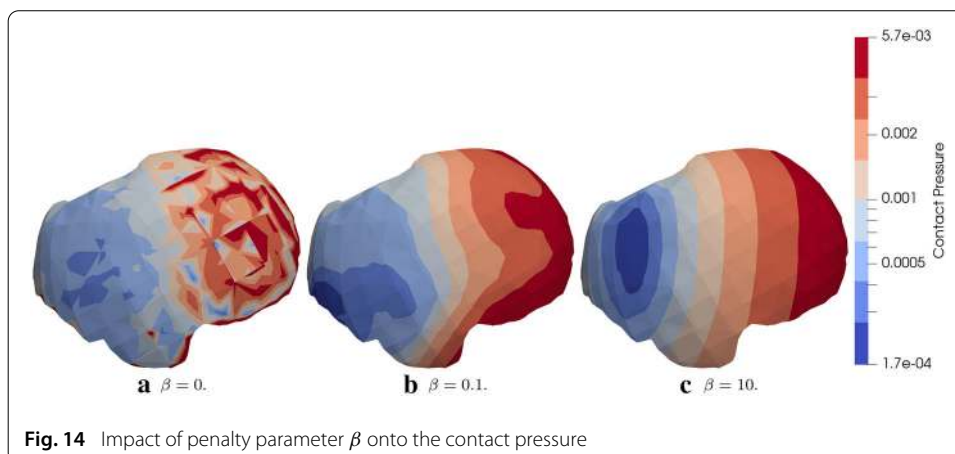 5.7e-03
0.002
0.001
0.0005
1.7e-04
Contact Pressure
a β = 0.
b β = 0.1.
c β = 10.
Fig. 14 Impact of penalty parameter β onto the contact pressure